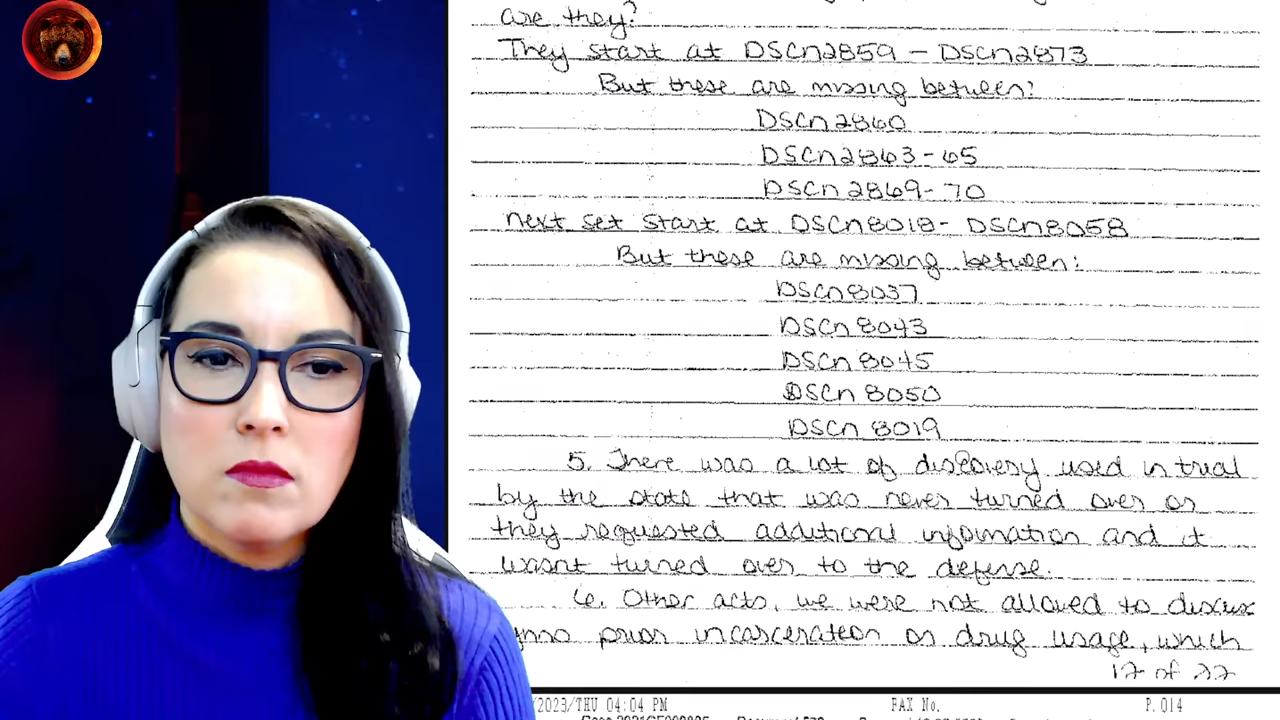 are they?
They start at DSCn2859 - DSCn2873
But these are missing between:
DSCn2860
DSCn2863-65
DSCn2869-70
next set start at DSCn8018- DSCn8058
But these are missing between:
DSCn8037
DSCn8043
DSCn8045
DSCn8050
DSCn8019
5. There was a lot of discovery used in trial
by the state that was never turned over or
they requested additional information and it
wasnt turned over to the defense.
6. Other acts, we were not allowed to discuss
prior incarceration or drug usage, which
17 of 22
/2023/THU 04:04 PM
FAX No.
P.014